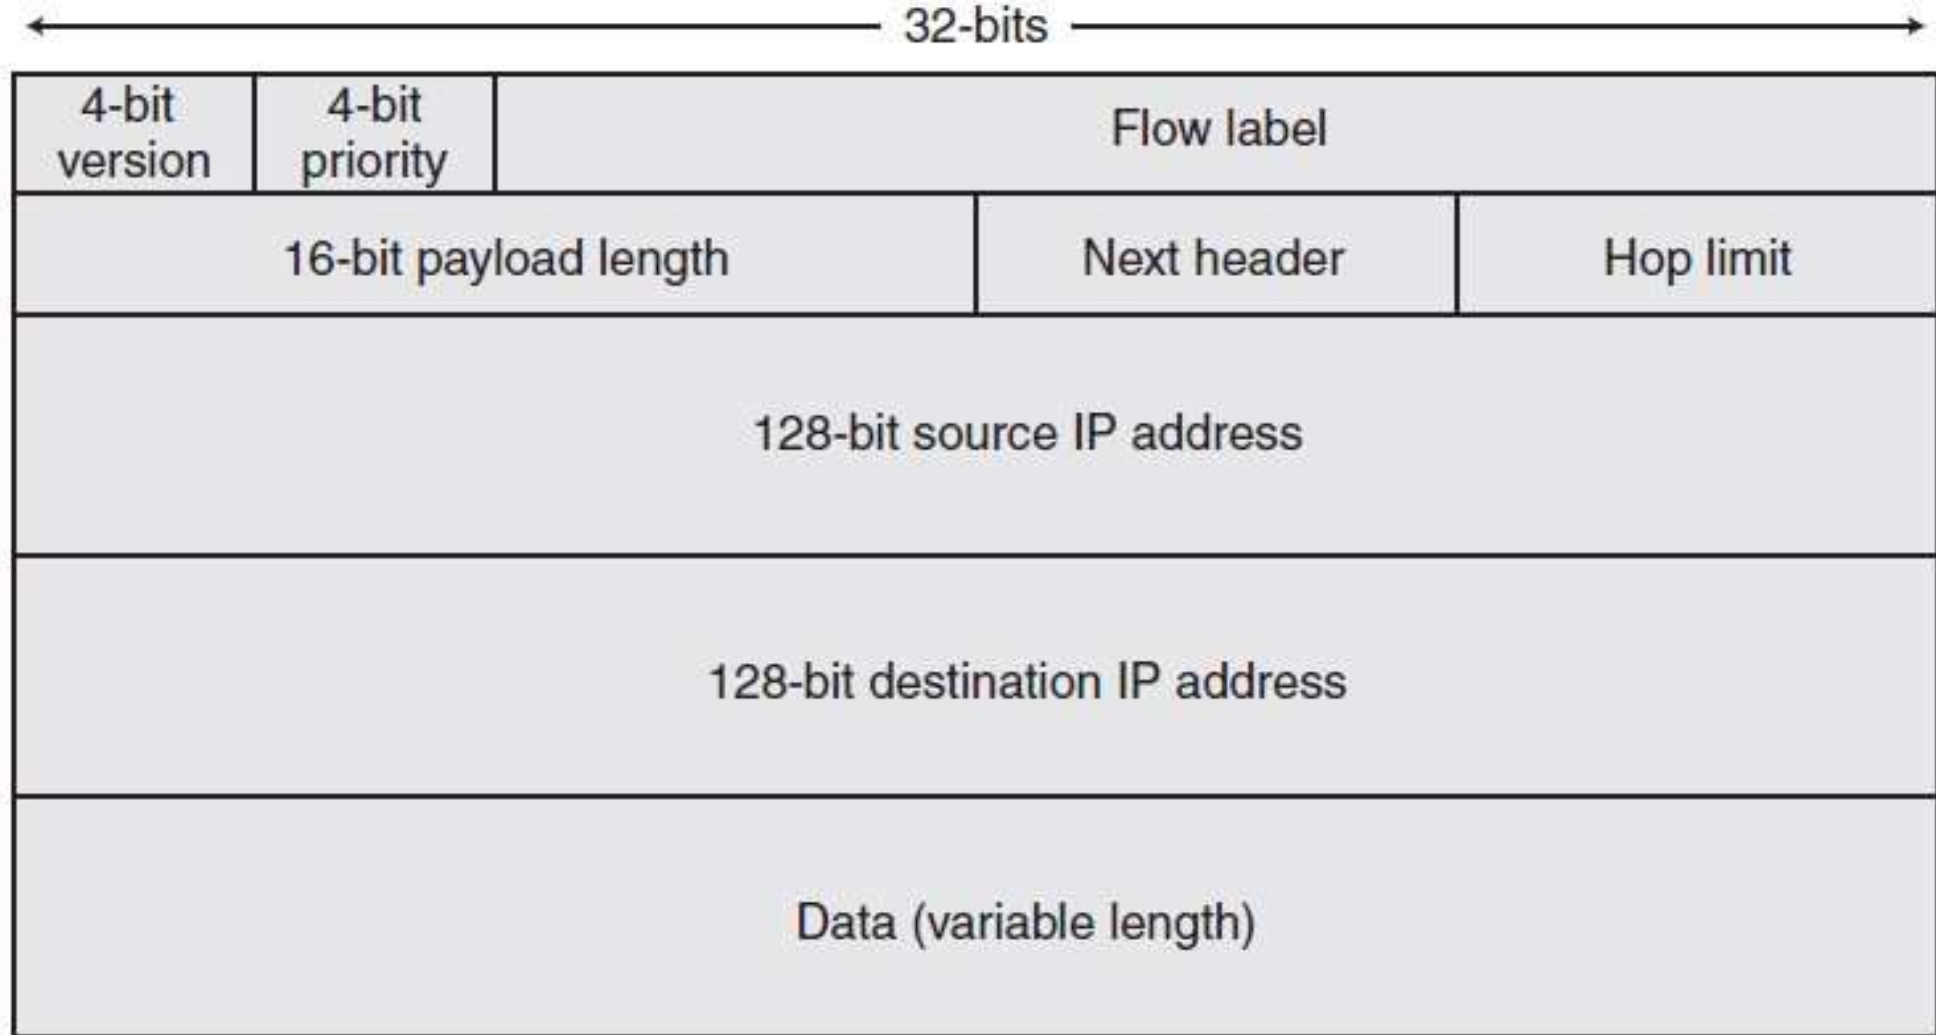 32-bits
4-bit
version
4-bit
priority
Flow label
16-bit payload length
Next header
Hop limit
128-bit source IP address
128-bit destination IP address
Data (variable length)